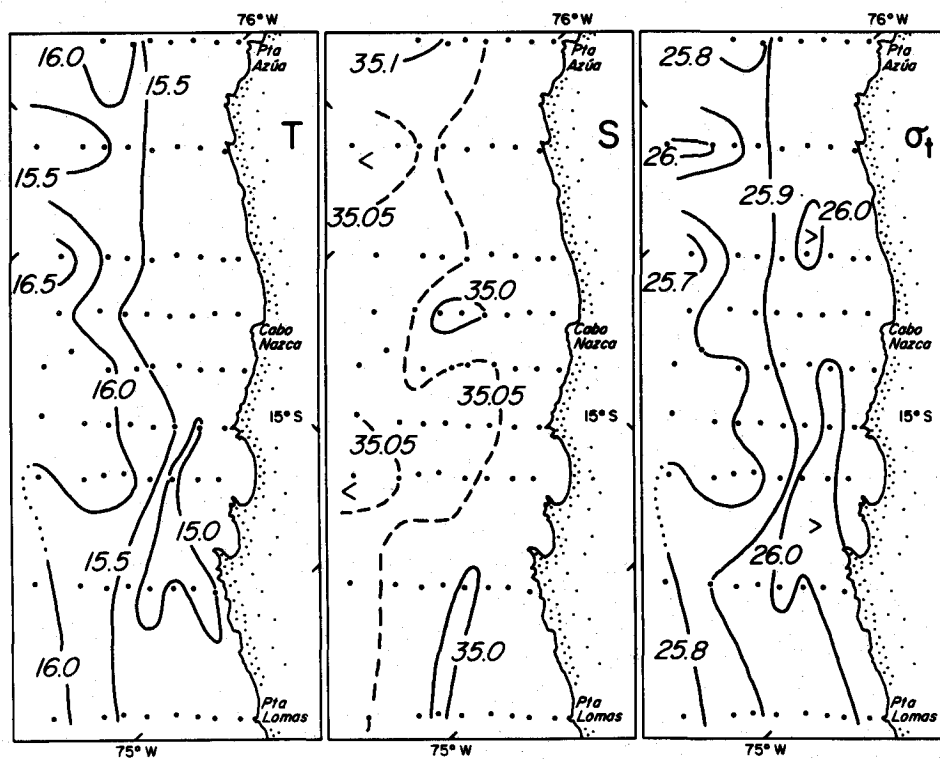 76° W
76° W
76° W
16.0
15.5
Pta
Azúa
T
15.5
16.5
16.0
Cabo
Nazca
15° S
15.0
15.5
16.0
Pta
Lomas
75° W
35.1
Pta
Azúa
S
<
35.05
35.0
Cabo
Nazca
35.05
15° S
35.05
<
35.0
Pta
Lomas
75° W
25.8
Pta
Azúa
σt
26.
25.9
26.0
>
25.7
Cabo
Nazca
15° S
>
26.0
25.8
Pta
Lomas
75° W